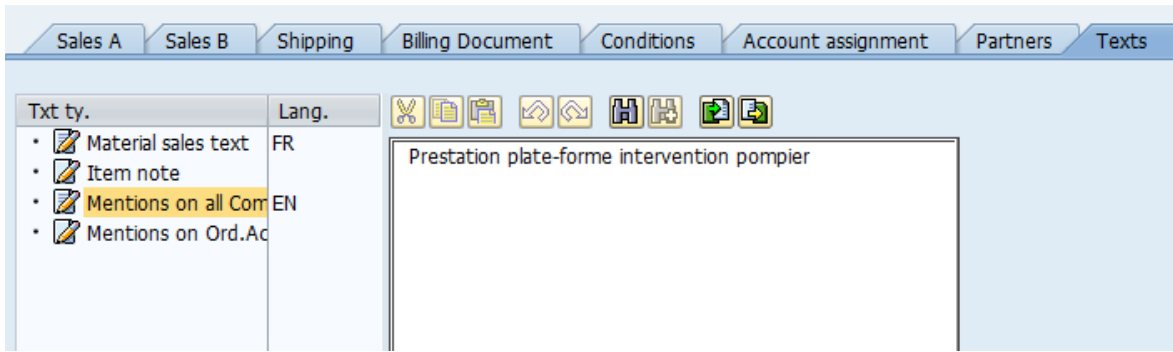 Sales A Sales B Shipping Billing Document Conditions Account assignment Partners Texts
Txt ty. Lang.
Material sales text FR
Item note
Mentions on all Com EN
Mentions on Ord.Ac
Prestation plate-forme intervention pompier